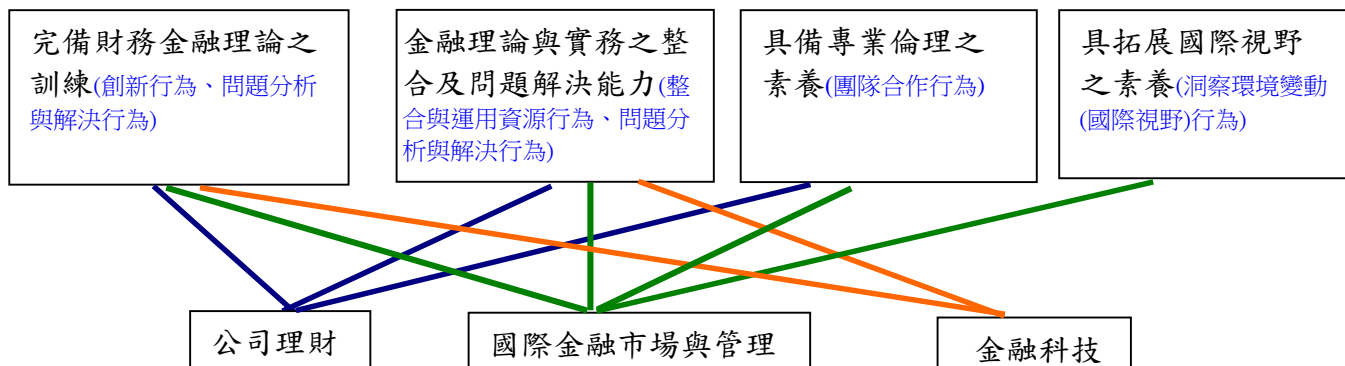 完備財務金融理論之
訓練(創新行為、問題分析
與解決行為)
金融理論與實務之整
合及問題解決能力(整
合與運用資源行為、問題分
析與解決行為)
具備專業倫理之
素養(團隊合作行為)
具拓展國際視野
之素養(洞察環境變動
(國際視野)行為)
公司理財
國際金融市場與管理
金融科技